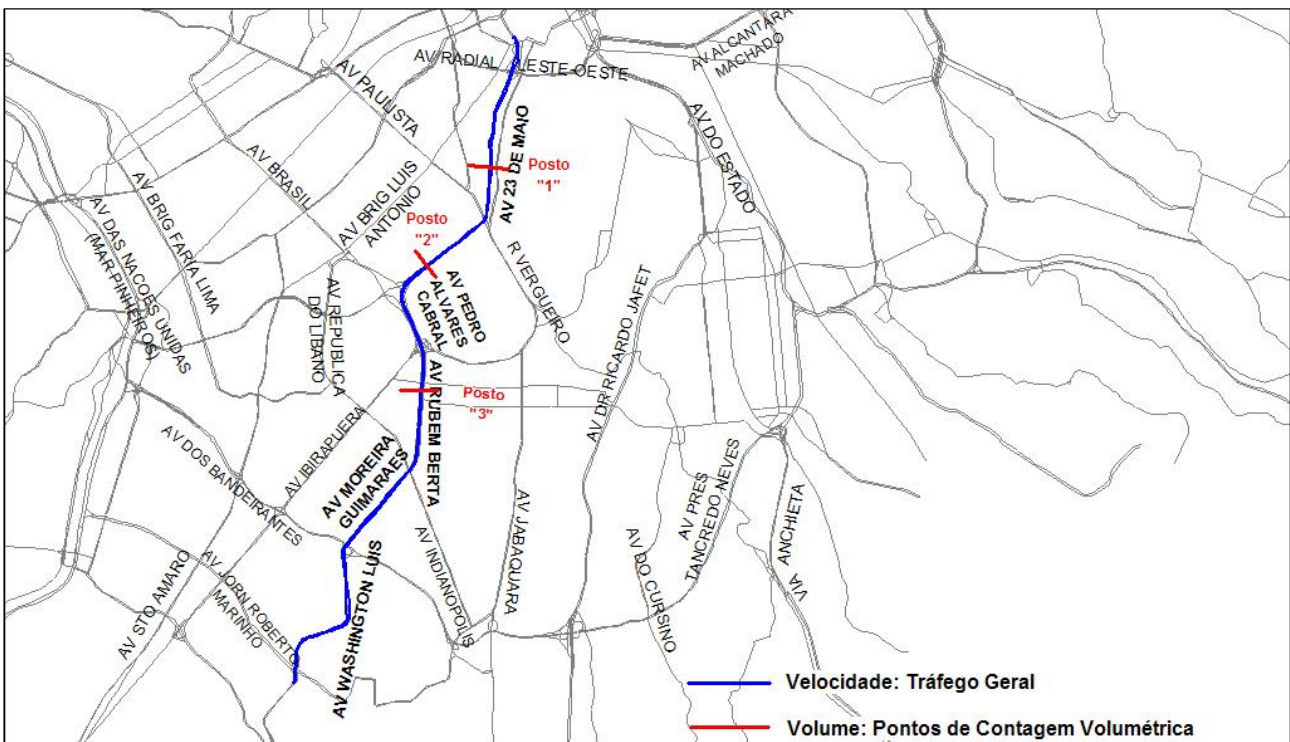 AV RADIAL LESTE-OESTE
AV ALCANTARA
MACHADO
AV PAULISTA
AV 23 DE MAIO
AV DO ESTADO
Posto
"1"
AV BRASIL
AV BRIG LUIS
ANTONIO
AV BRIG FARIA LIMA
AV DAS NACOES UNIDAS
(MAR PINHEIROS)
Posto
"2"
AV PEDRO
ALVARES
CABRAL
R VERGUEIRO
AV REPUBLICA
DO LIBANO
AV DR RICARDO JAFET
AV RUBEM BERTA
Posto
"3"
AV IBIRAPUERA
AV DOS BANDEIRANTES
AV MOREIRA
GUIMARAES
AV JABAQUARA
AV PRES
TANCREDO NEVES
AV INDIANOPOLIS
AV DO CURSINO
VIA ANCHIETA
AV STO AMARO
AV JORN ROBERTO
MARINHO
AV WASHINGTON LUIS
Velocidade: Tráfego Geral
Volume: Pontos de Contagem Volumétrica